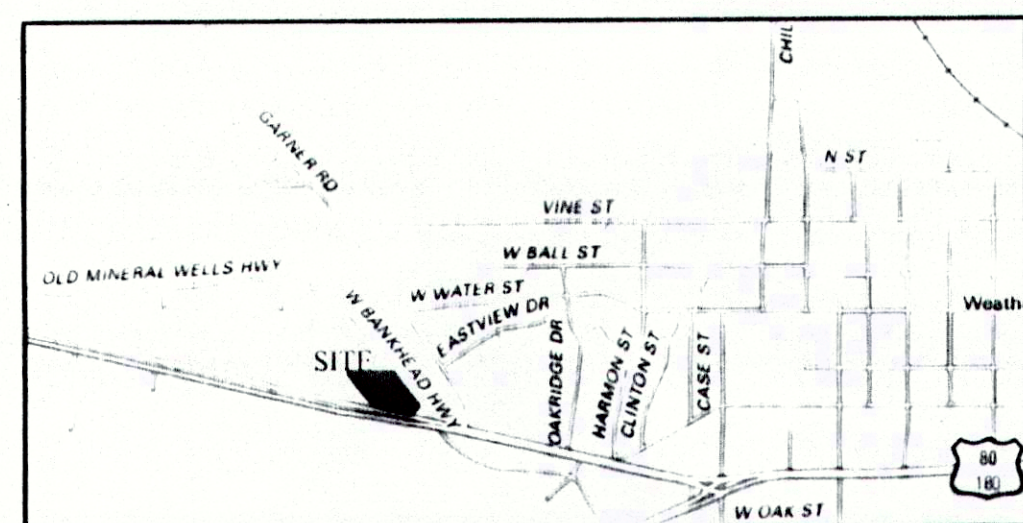 CHIL
GARNER RD
N ST
VINE ST
W BALL ST
OLD MINERAL WELLS HWY
W WATER ST
W BANKHEAD HWY
EASTVIEW DR
Weath
SITE
OAKRIDGE DR
HARMON ST
CLINTON ST
CASE ST
80
180
W OAK ST